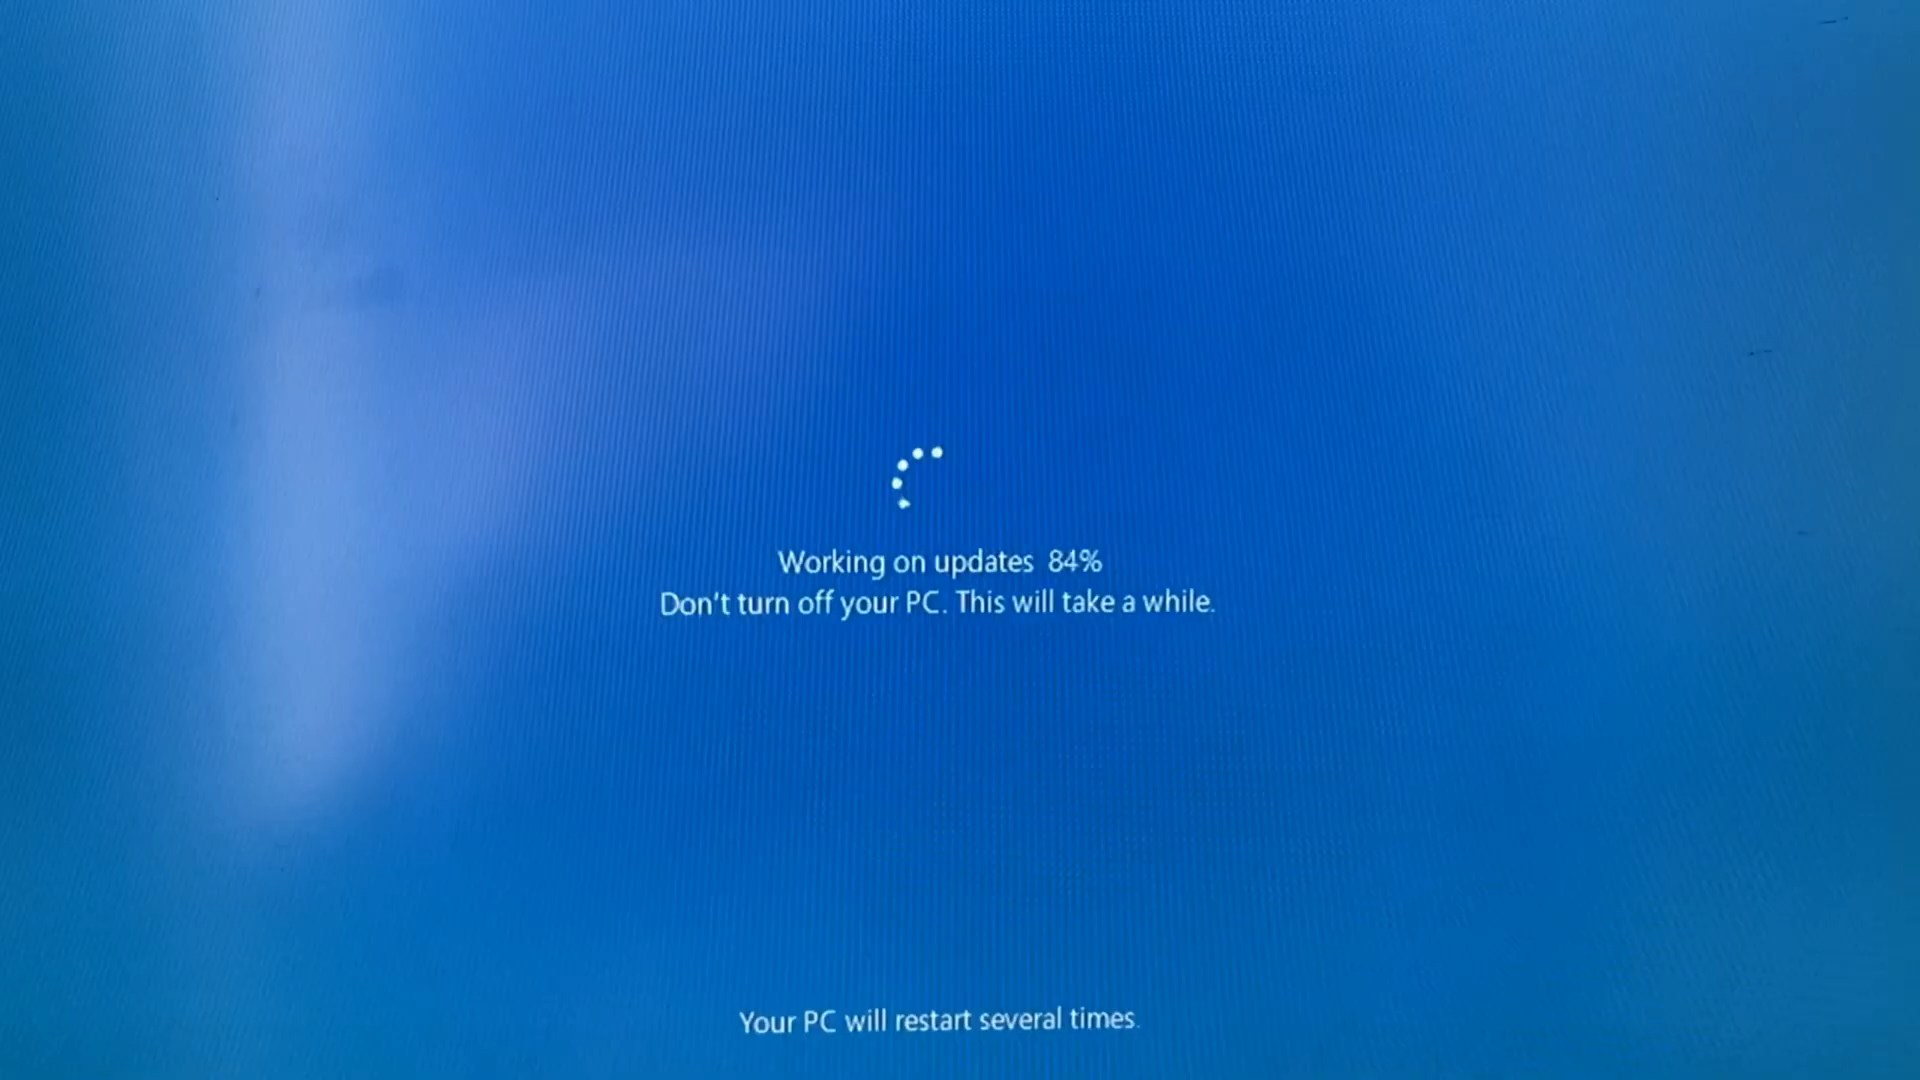 Working on updates 84%
Don't turn off your PC. This will take a while.
Your PC will restart several times.